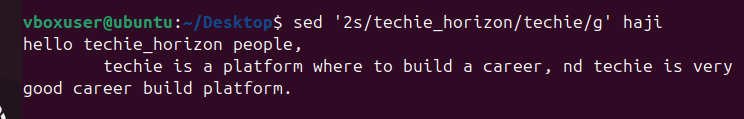 vboxuser@ubuntu:~/Desktop$ sed '2s/techie_horizon/techie/g' haji
hello techie_horizon people,
        techie is a platform where to build a career, nd techie is very
good career build platform.